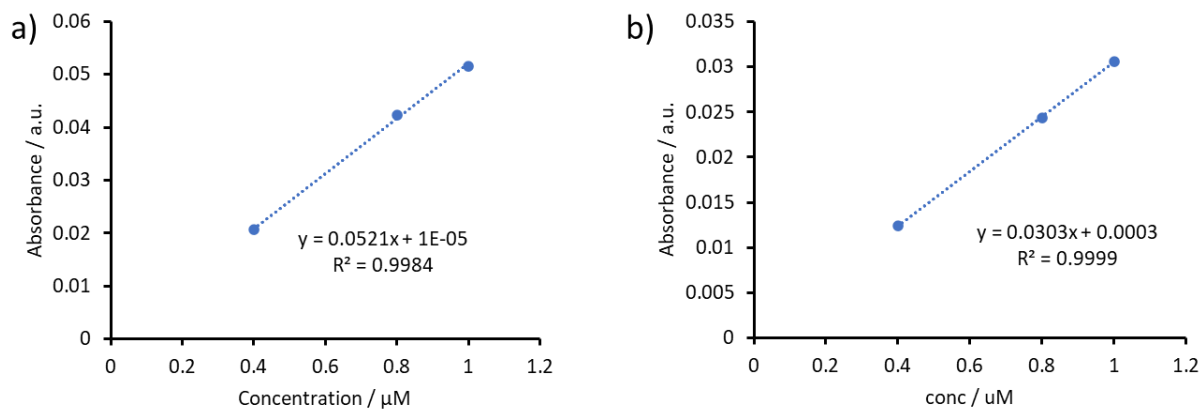 a)
0.06
0.05
0.04
0.03
0.02
0.01
0
Absorbance / a.u.
y = 0.0521x + 1E-05
R² = 0.9984
0
0.2
0.4
0.6
0.8
1
1.2
Concentration / µM
b)
0.035
0.03
0.025
0.02
0.015
0.01
0.005
0
Absorbance / a.u.
y = 0.0303x + 0.0003
R² = 0.9999
0
0.2
0.4
0.6
0.8
1
1.2
conc / uM